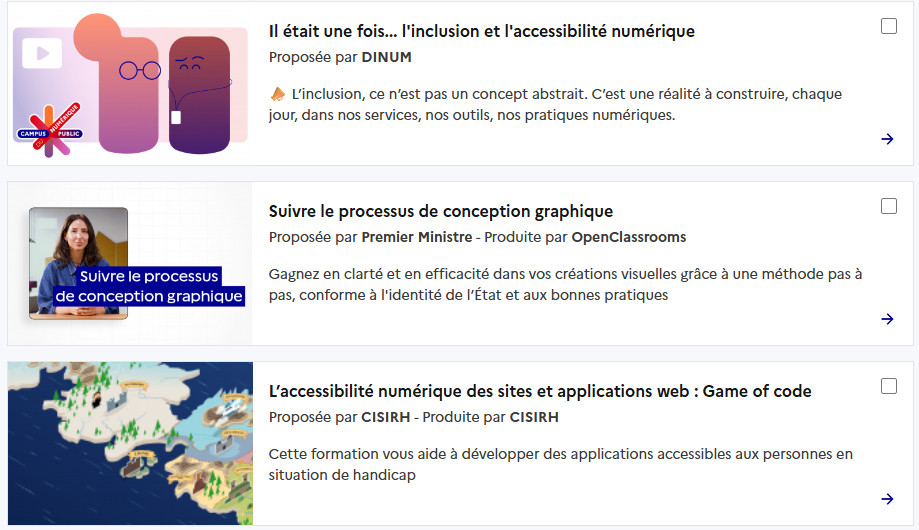 Il était une fois... l'inclusion et l'accessibilité numérique
Proposée par DINUM
L’inclusion, ce n’est pas un concept abstrait. C’est une réalité à construire, chaque
jour, dans nos services, nos outils, nos pratiques numériques.
CAMPUS DU NUMÉRIQUE PUBLIC
Suivre le processus de conception graphique
Proposée par Premier Ministre - Produite par OpenClassrooms
Gagnez en clarté et en efficacité dans vos créations visuelles grâce à une méthode pas à
pas, conforme à l'identité de l’État et aux bonnes pratiques
Suivre le processus
de conception graphique
L’accessibilité numérique des sites et applications web : Game of code
Proposée par CISIRH - Produite par CISIRH
Cette formation vous aide à développer des applications accessibles aux personnes en
situation de handicap